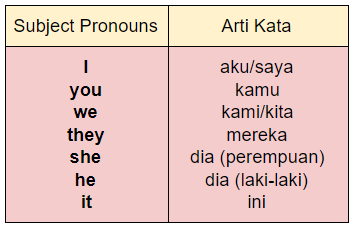 Subject Pronouns Arti Kata
I aku/saya
you kamu
we kami/kita
they mereka
she dia (perempuan)
he dia (laki-laki)
it ini